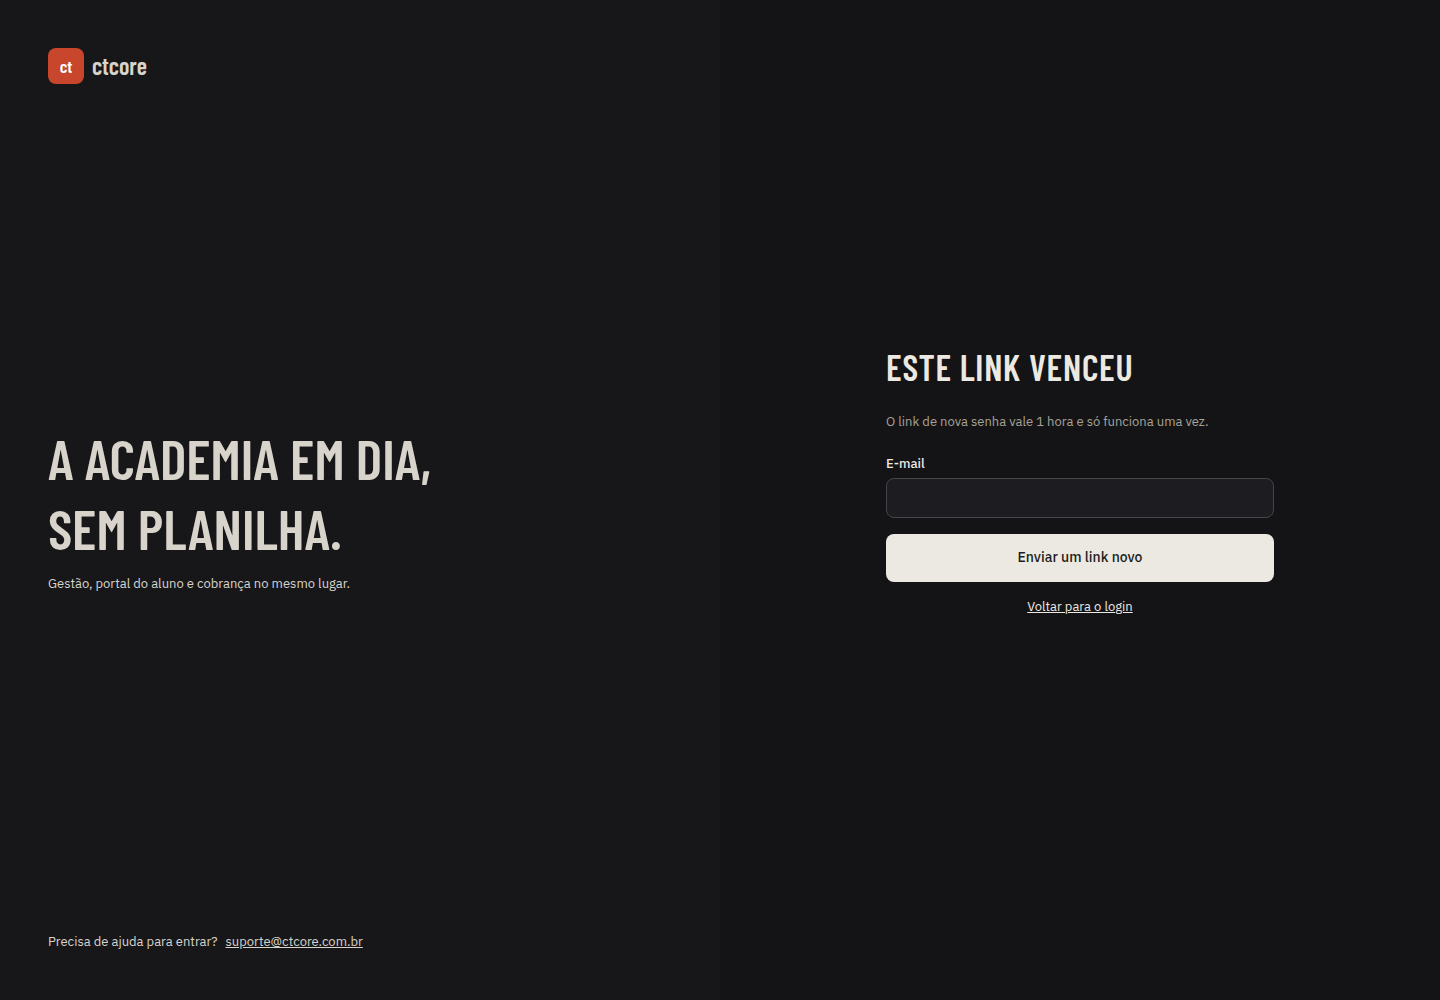 ct ctcore
A ACADEMIA EM DIA,
SEM PLANILHA.
Gestão, portal do aluno e cobrança no mesmo lugar.
Precisa de ajuda para entrar? suporte@ctcore.com.br
ESTE LINK VENCEU
O link de nova senha vale 1 hora e só funciona uma vez.
E-mail
Enviar um link novo
Voltar para o login